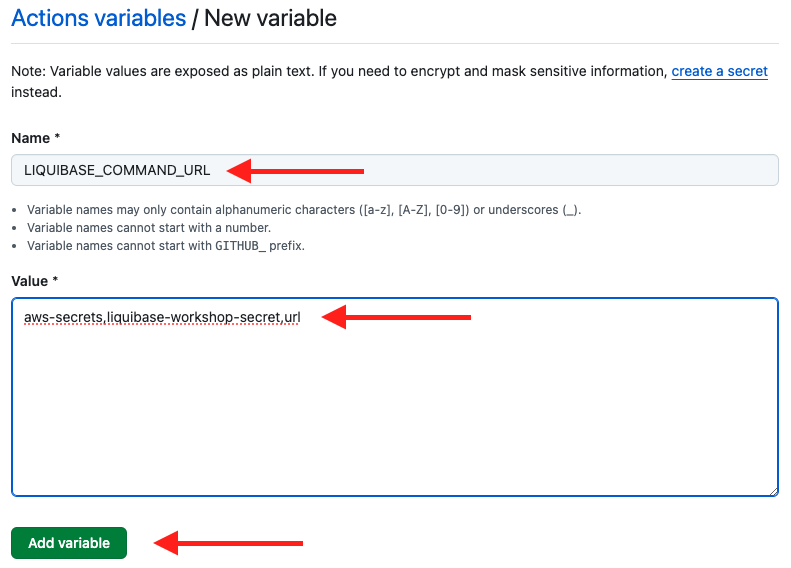 Actions variables / New variable
Note: Variable values are exposed as plain text. If you need to encrypt and mask sensitive information, create a secret
instead.
Name *
LIQUIBASE_COMMAND_URL
• Variable names may only contain alphanumeric characters ([a-z], [A-Z], [0-9]) or underscores (_).
• Variable names cannot start with a number.
• Variable names cannot start with GITHUB_ prefix.
Value *
aws-secrets,liquibase-workshop-secret,url
Add variable